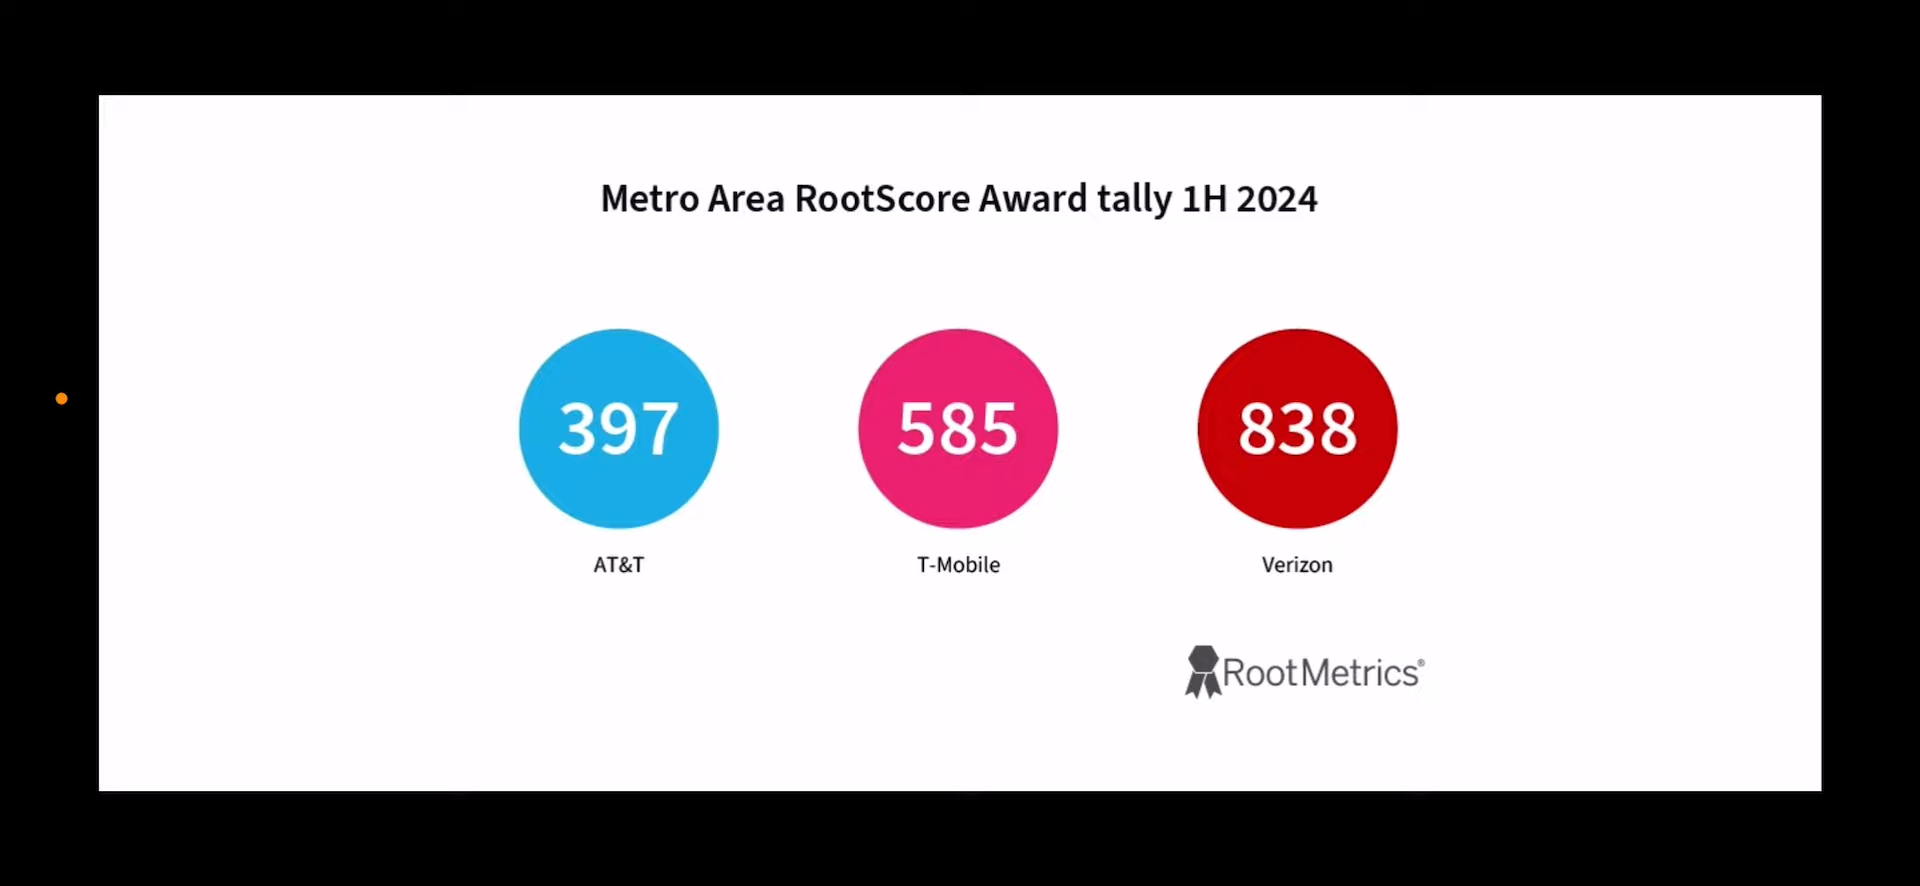 Metro Area RootScore Award tally 1H 2024
397 585 838
AT&T T-Mobile Verizon
RootMetrics®